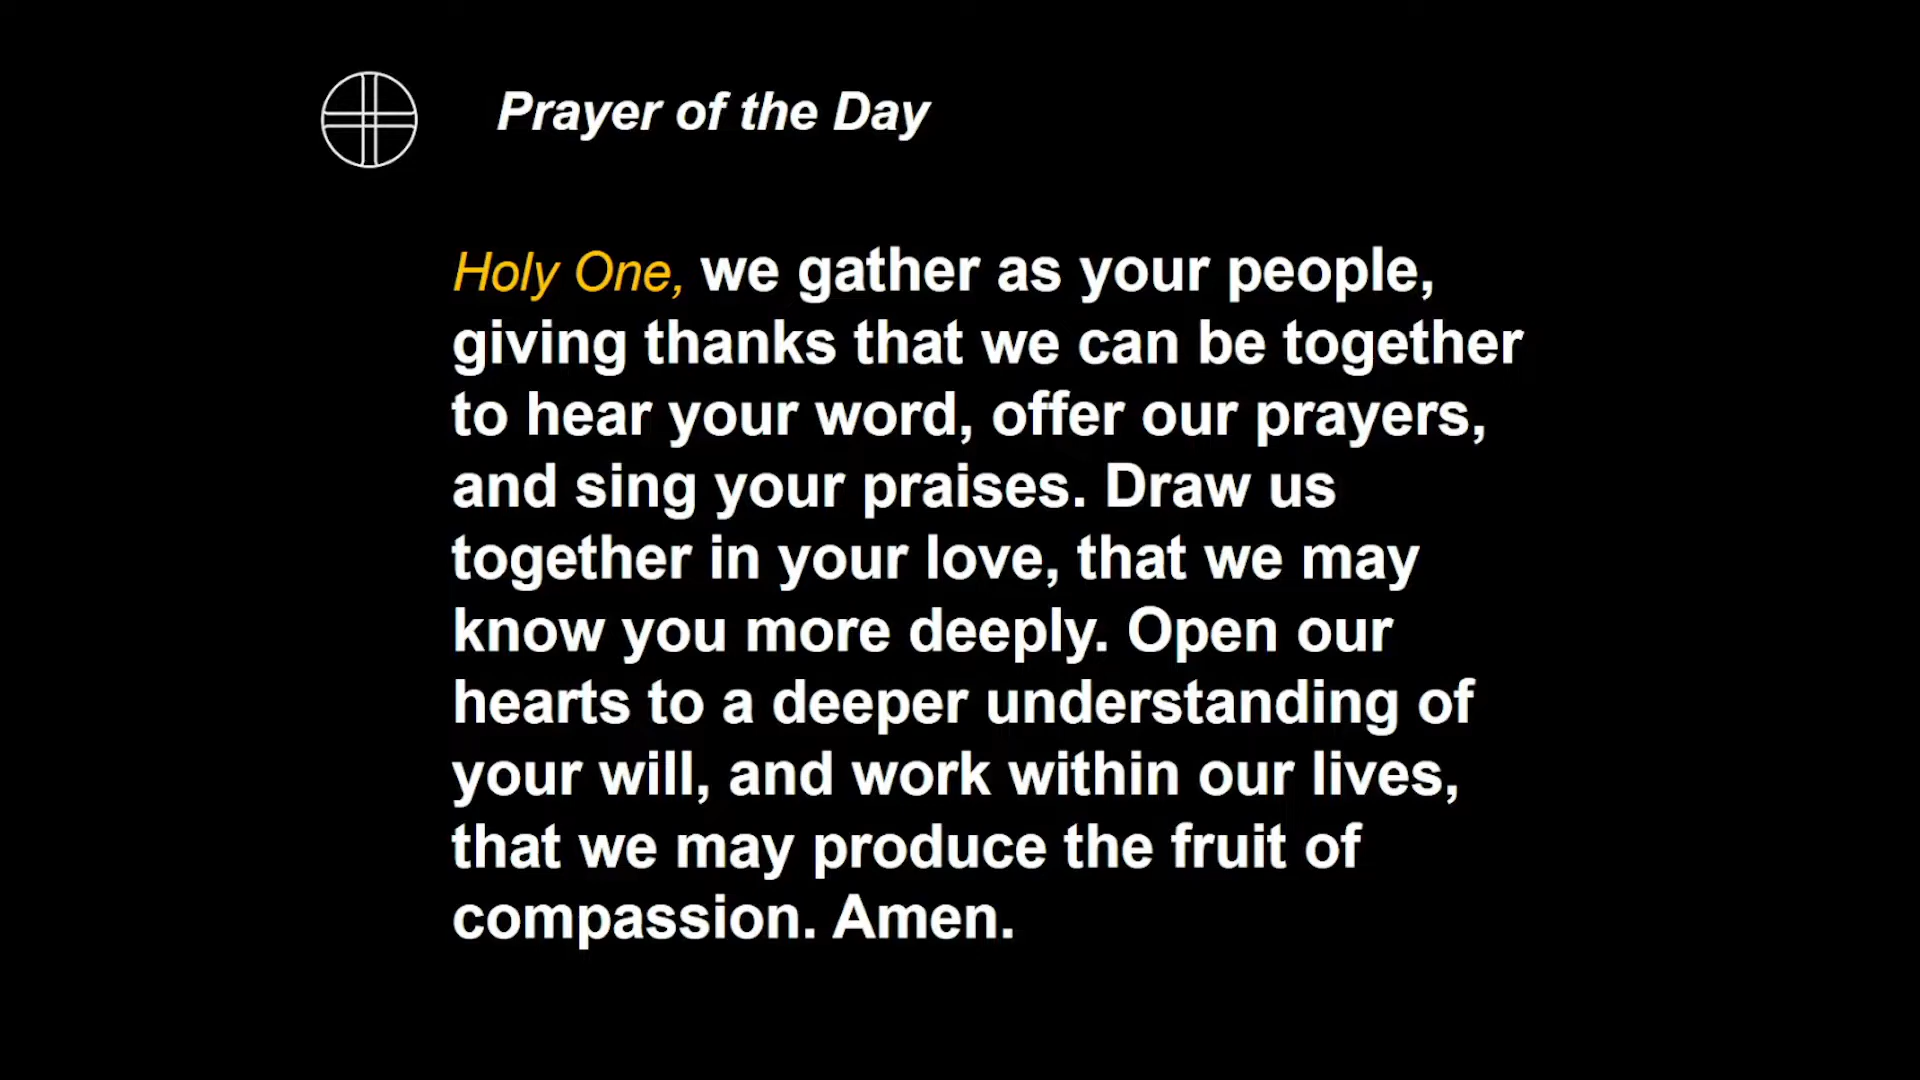 Prayer of the Day
Holy One, we gather as your people,
giving thanks that we can be together
to hear your word, offer our prayers,
and sing your praises. Draw us
together in your love, that we may
know you more deeply. Open our
hearts to a deeper understanding of
your will, and work within our lives,
that we may produce the fruit of
compassion. Amen.